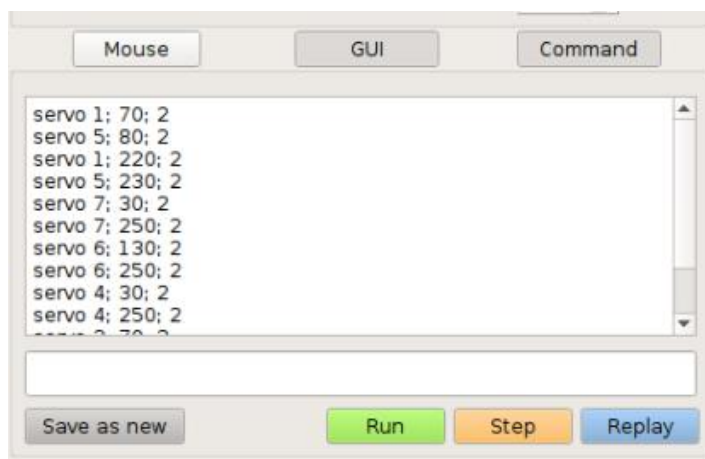 Mouse GUI Command
servo 1; 70; 2
servo 5; 80; 2
servo 1; 220; 2
servo 5; 230; 2
servo 7; 30; 2
servo 7; 250; 2
servo 6; 130; 2
servo 6; 250; 2
servo 4; 30; 2
servo 4; 250; 2
Save as new Run Step Replay